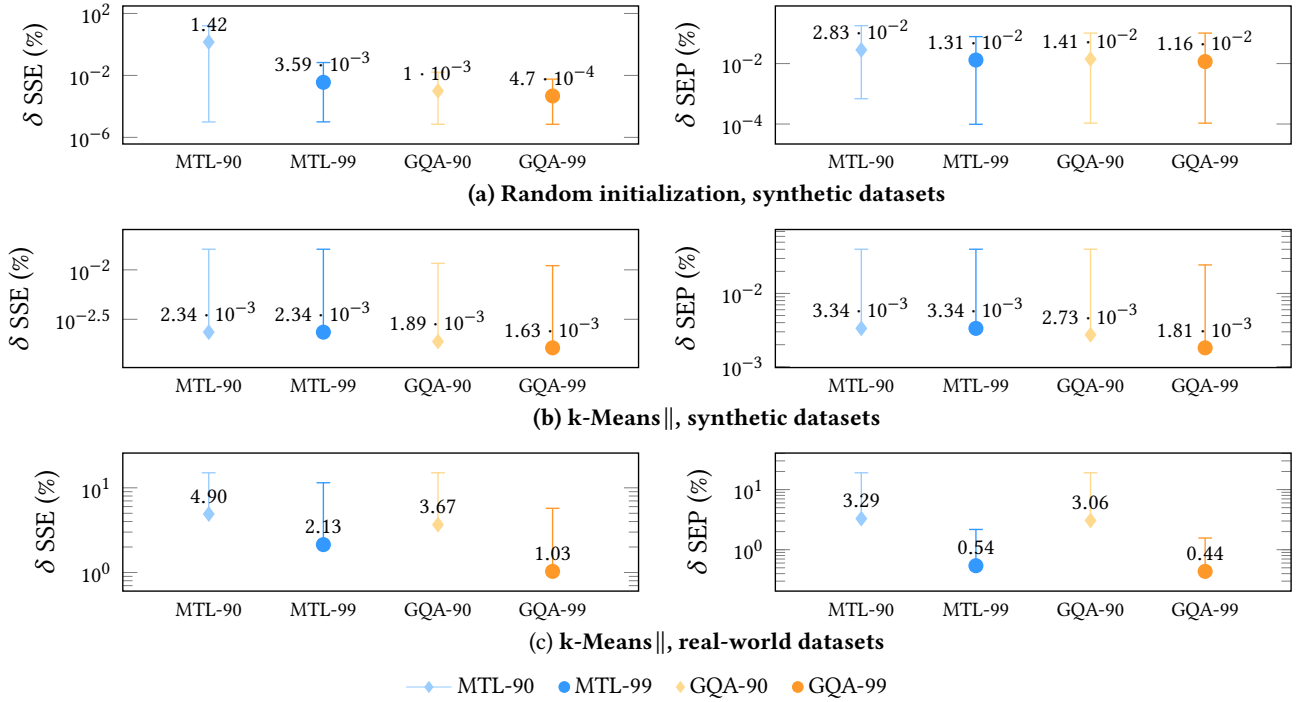 10^2
10^−2
10^−6
δ SSE (%)
1.42
3.59 · 10^−3
1 · 10^−3
4.7 · 10^−4
MTL-90 MTL-99 GQA-90 GQA-99
10^−2
10^−4
δ SEP (%)
2.83 · 10^−2
1.31 · 10^−2
1.41 · 10^−2
1.16 · 10^−2
MTL-90 MTL-99 GQA-90 GQA-99
(a) Random initialization, synthetic datasets
10^−2
10^−2.5
δ SSE (%)
2.34 · 10^−3
2.34 · 10^−3
1.89 · 10^−3
1.63 · 10^−3
MTL-90 MTL-99 GQA-90 GQA-99
10^−2
10^−3
δ SEP (%)
3.34 · 10^−3
3.34 · 10^−3
2.73 · 10^−3
1.81 · 10^−3
MTL-90 MTL-99 GQA-90 GQA-99
(b) k-Means∥, synthetic datasets
10^1
10^0
δ SSE (%)
4.90
2.13
3.67
1.03
MTL-90 MTL-99 GQA-90 GQA-99
10^1
10^0
δ SEP (%)
3.29
0.54
3.06
0.44
MTL-90 MTL-99 GQA-90 GQA-99
(c) k-Means∥, real-world datasets
MTL-90 MTL-99 GQA-90 GQA-99